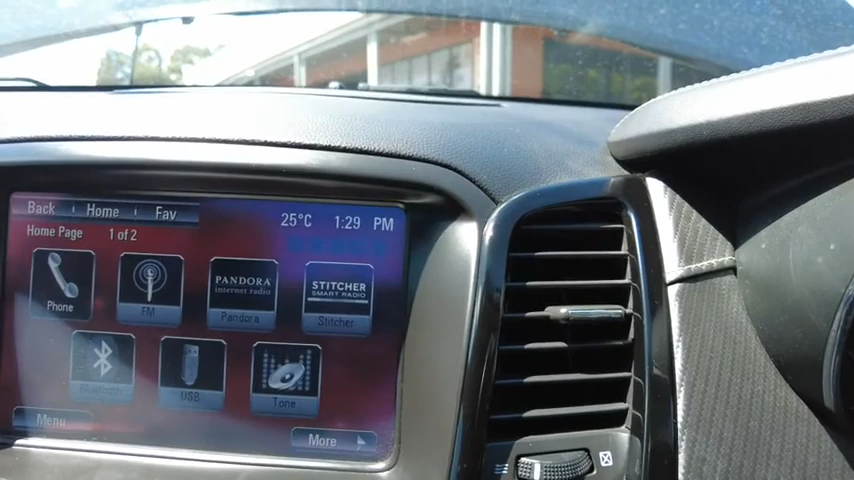 Back Home Fav
25°C 1:29 PM
Home Page 1 of 2
PANDORA
internet radio
STITCHER
SMART RADIO
Phone FM Pandora Stitcher
Bluetooth USB Tone
Menu More